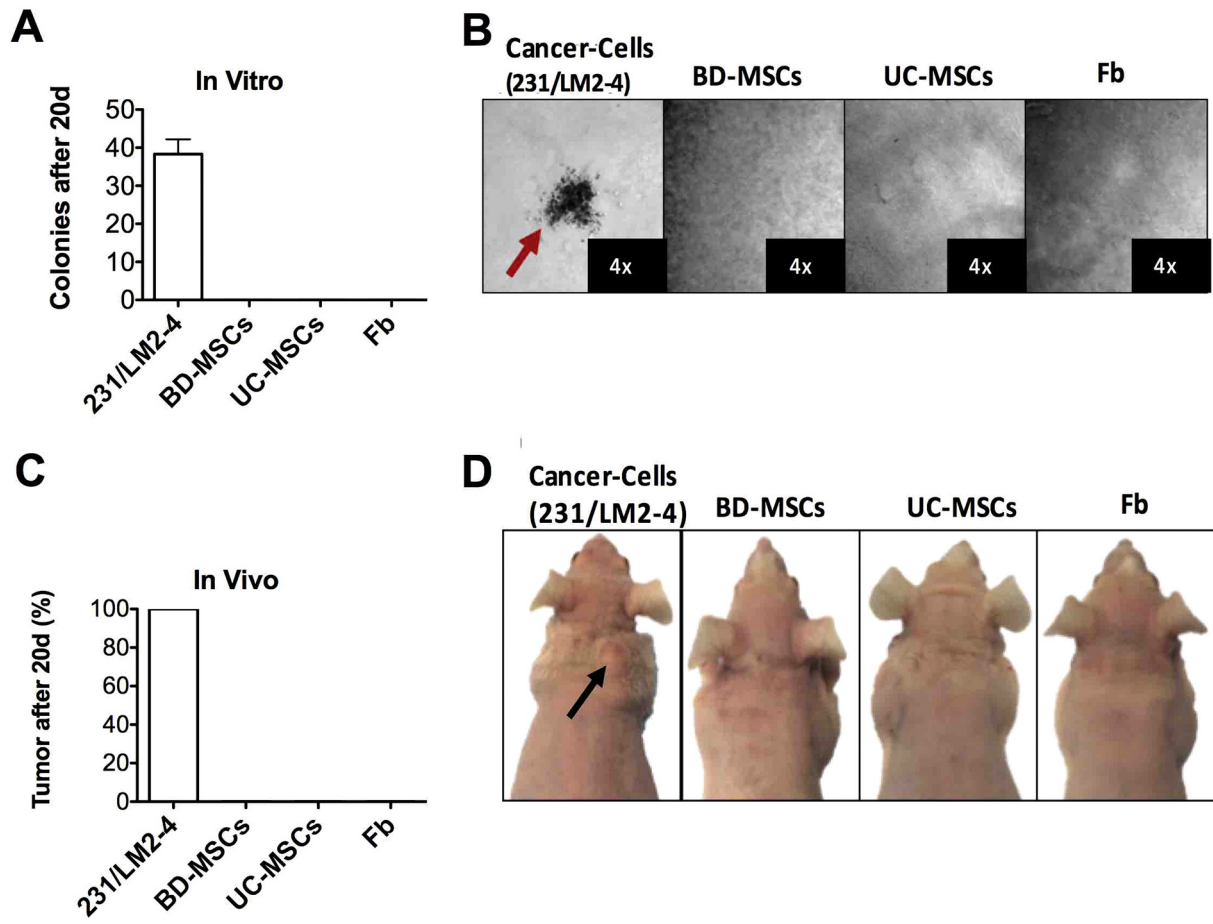 A
In Vitro
Colonies after 20d
50
40
30
20
10
0
231/LM2-4
BD-MSCs
UC-MSCs
Fb
B
Cancer-Cells
(231/LM2-4)
BD-MSCs
UC-MSCs
Fb
4x
4x
4x
4x
C
In Vivo
Tumor after 20d (%)
100
80
60
40
20
0
231/LM2-4
BD-MSCs
UC-MSCs
Fb
D
Cancer-Cells
(231/LM2-4)
BD-MSCs
UC-MSCs
Fb